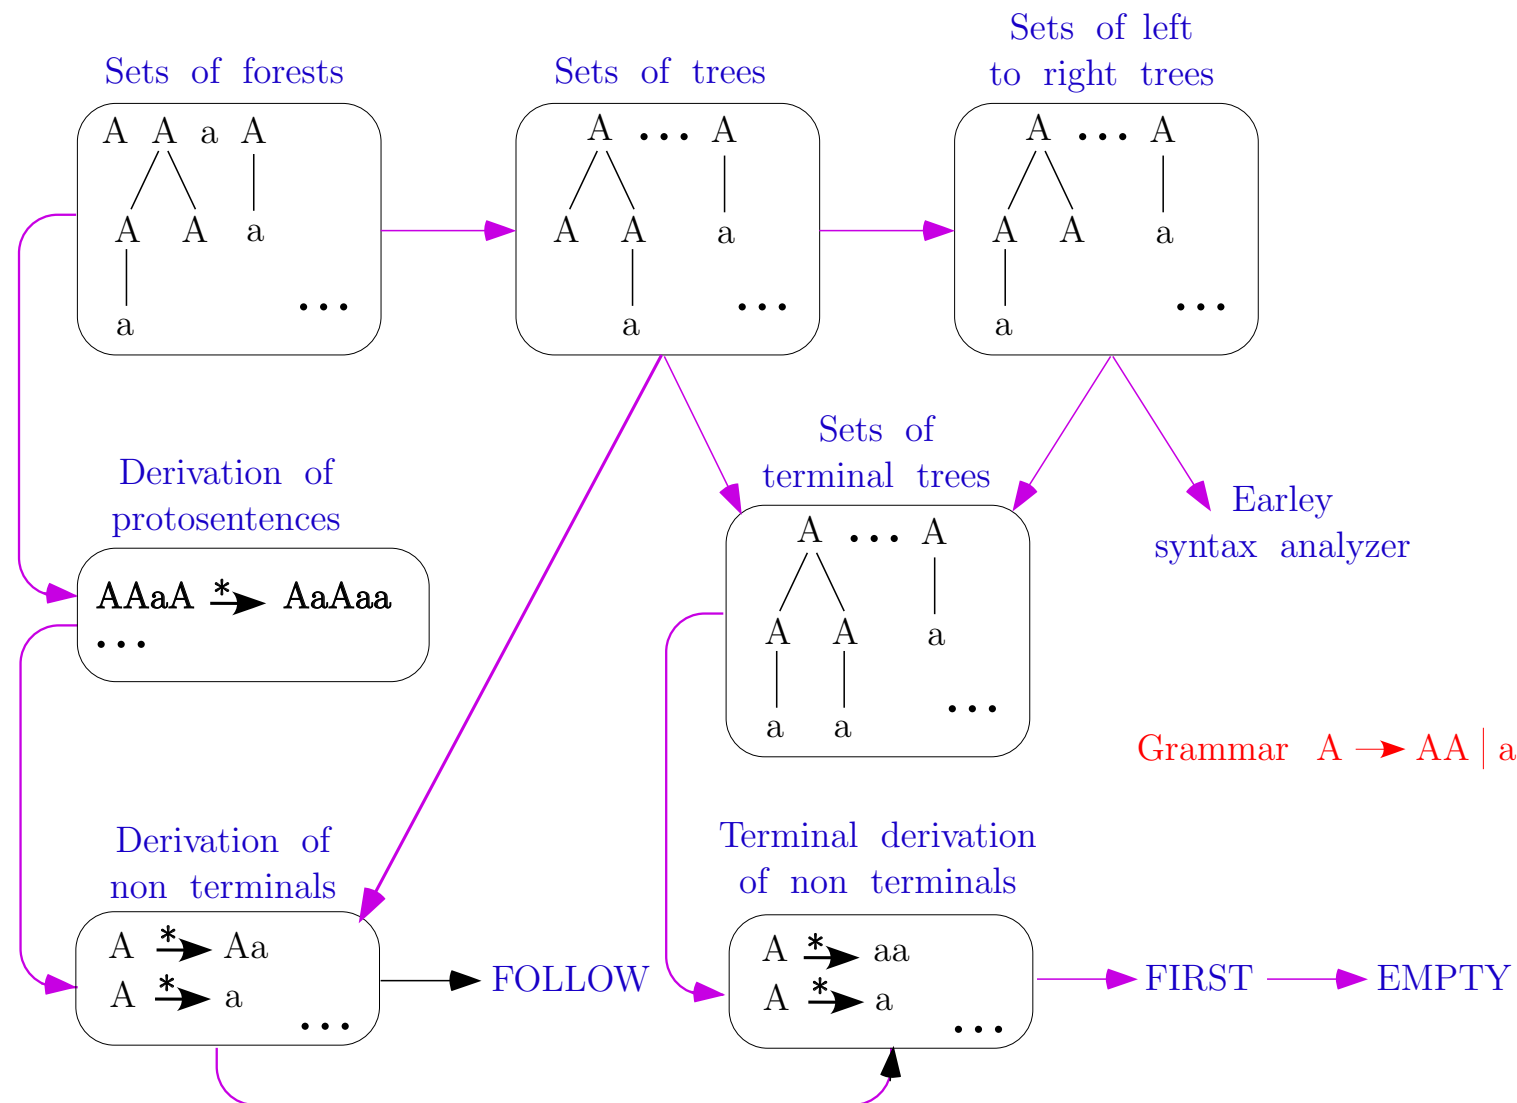 Sets of forests
A A a A
A A a
a
...
Sets of trees
A ... A
A A a
a
...
Sets of left
to right trees
A ... A
A A a
a
...
Derivation of
protosentences
AAaA * AaAaa
...
Sets of
terminal trees
A ... A
A A a
a a
...
Earley
syntax analyzer
Grammar A → AA | a
Derivation of
non terminals
A * Aa
A * a
...
FOLLOW
Terminal derivation
of non terminals
A * aa
A * a
...
FIRST
EMPTY